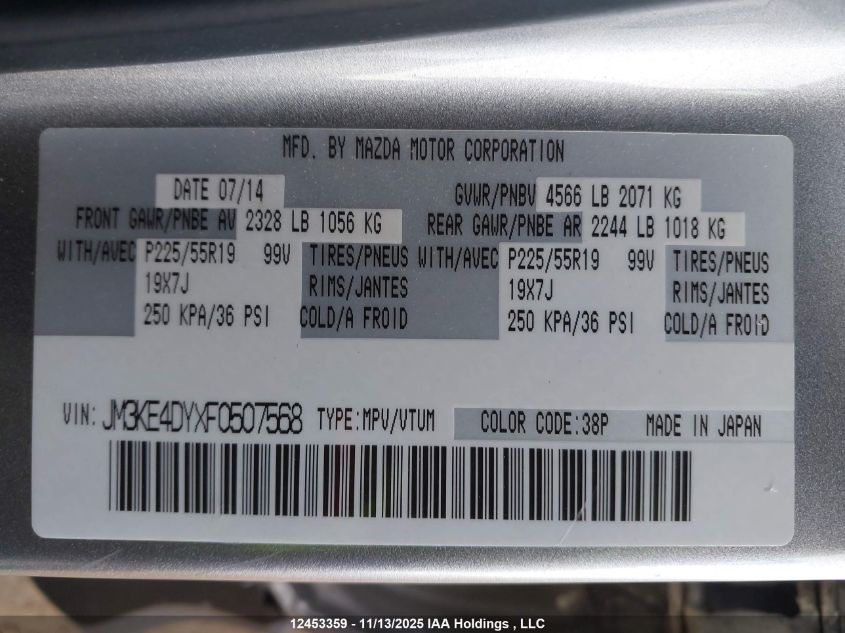 MFD. BY MAZDA MOTOR CORPORATION
DATE 07/14 GVWR/PNBV 4566 LB 2071 KG
FRONT GAWR/PNBE AV 2328 LB 1056 KG REAR GAWR/PNBE AR 2244 LB 1018 KG
WITH/AVEC P225/55R19 99V TIRES/PNEUS WITH/AVEC P225/55R19 99V TIRES/PNEUS
19X7J RIMS/JANTES 19X7J RIMS/JANTES
250 KPA/36 PSI COLD/A FROID 250 KPA/36 PSI COLD/A FROID
VIN: JM3KE4DYXF0507568 TYPE:MPV/VTUM COLOR CODE:38P MADE IN JAPAN
12453359 - 11/13/2025 IAA Holdings , LLC